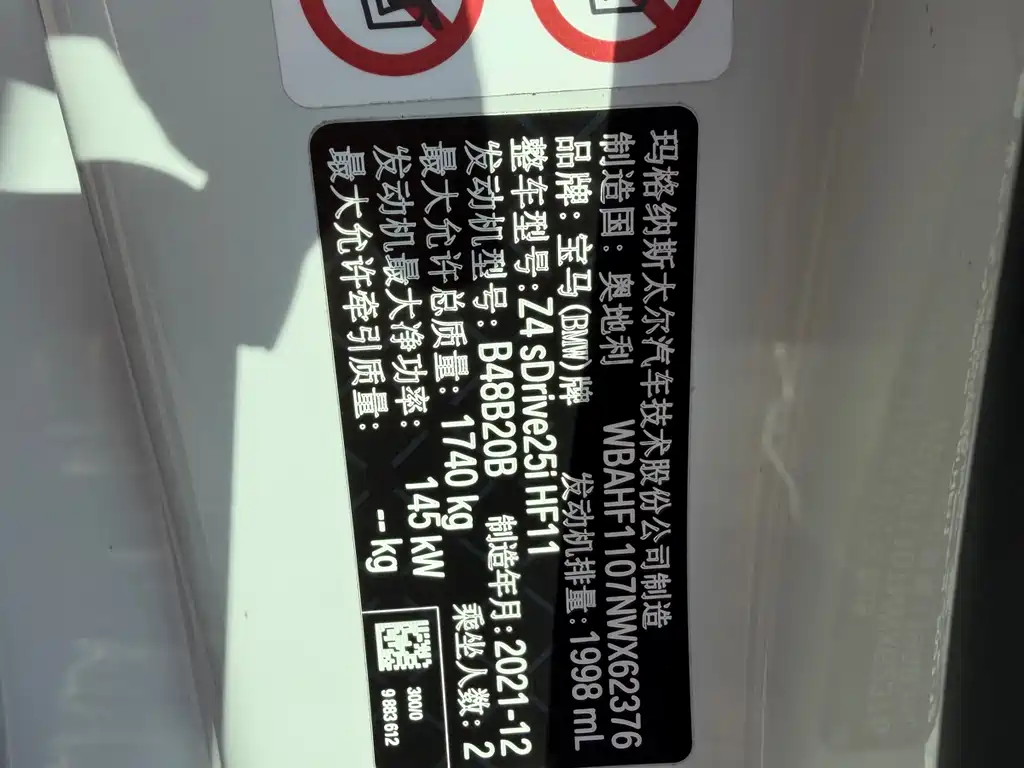 玛格纳斯太尔汽车技术股份公司制造
制造国：奥地利 WBAHF1107NWX62376
品牌：宝马(BMW)牌 发动机排量：1998 mL
整车型号：Z4 sDrive25i HF11
发动机型号：B48B20B 制造年月：2021-12
最大允许总质量：1740 kg 乘坐人数：2
发动机最大净功率：145 kW
最大允许牵引质量： -- kg
300/0
9 883 612